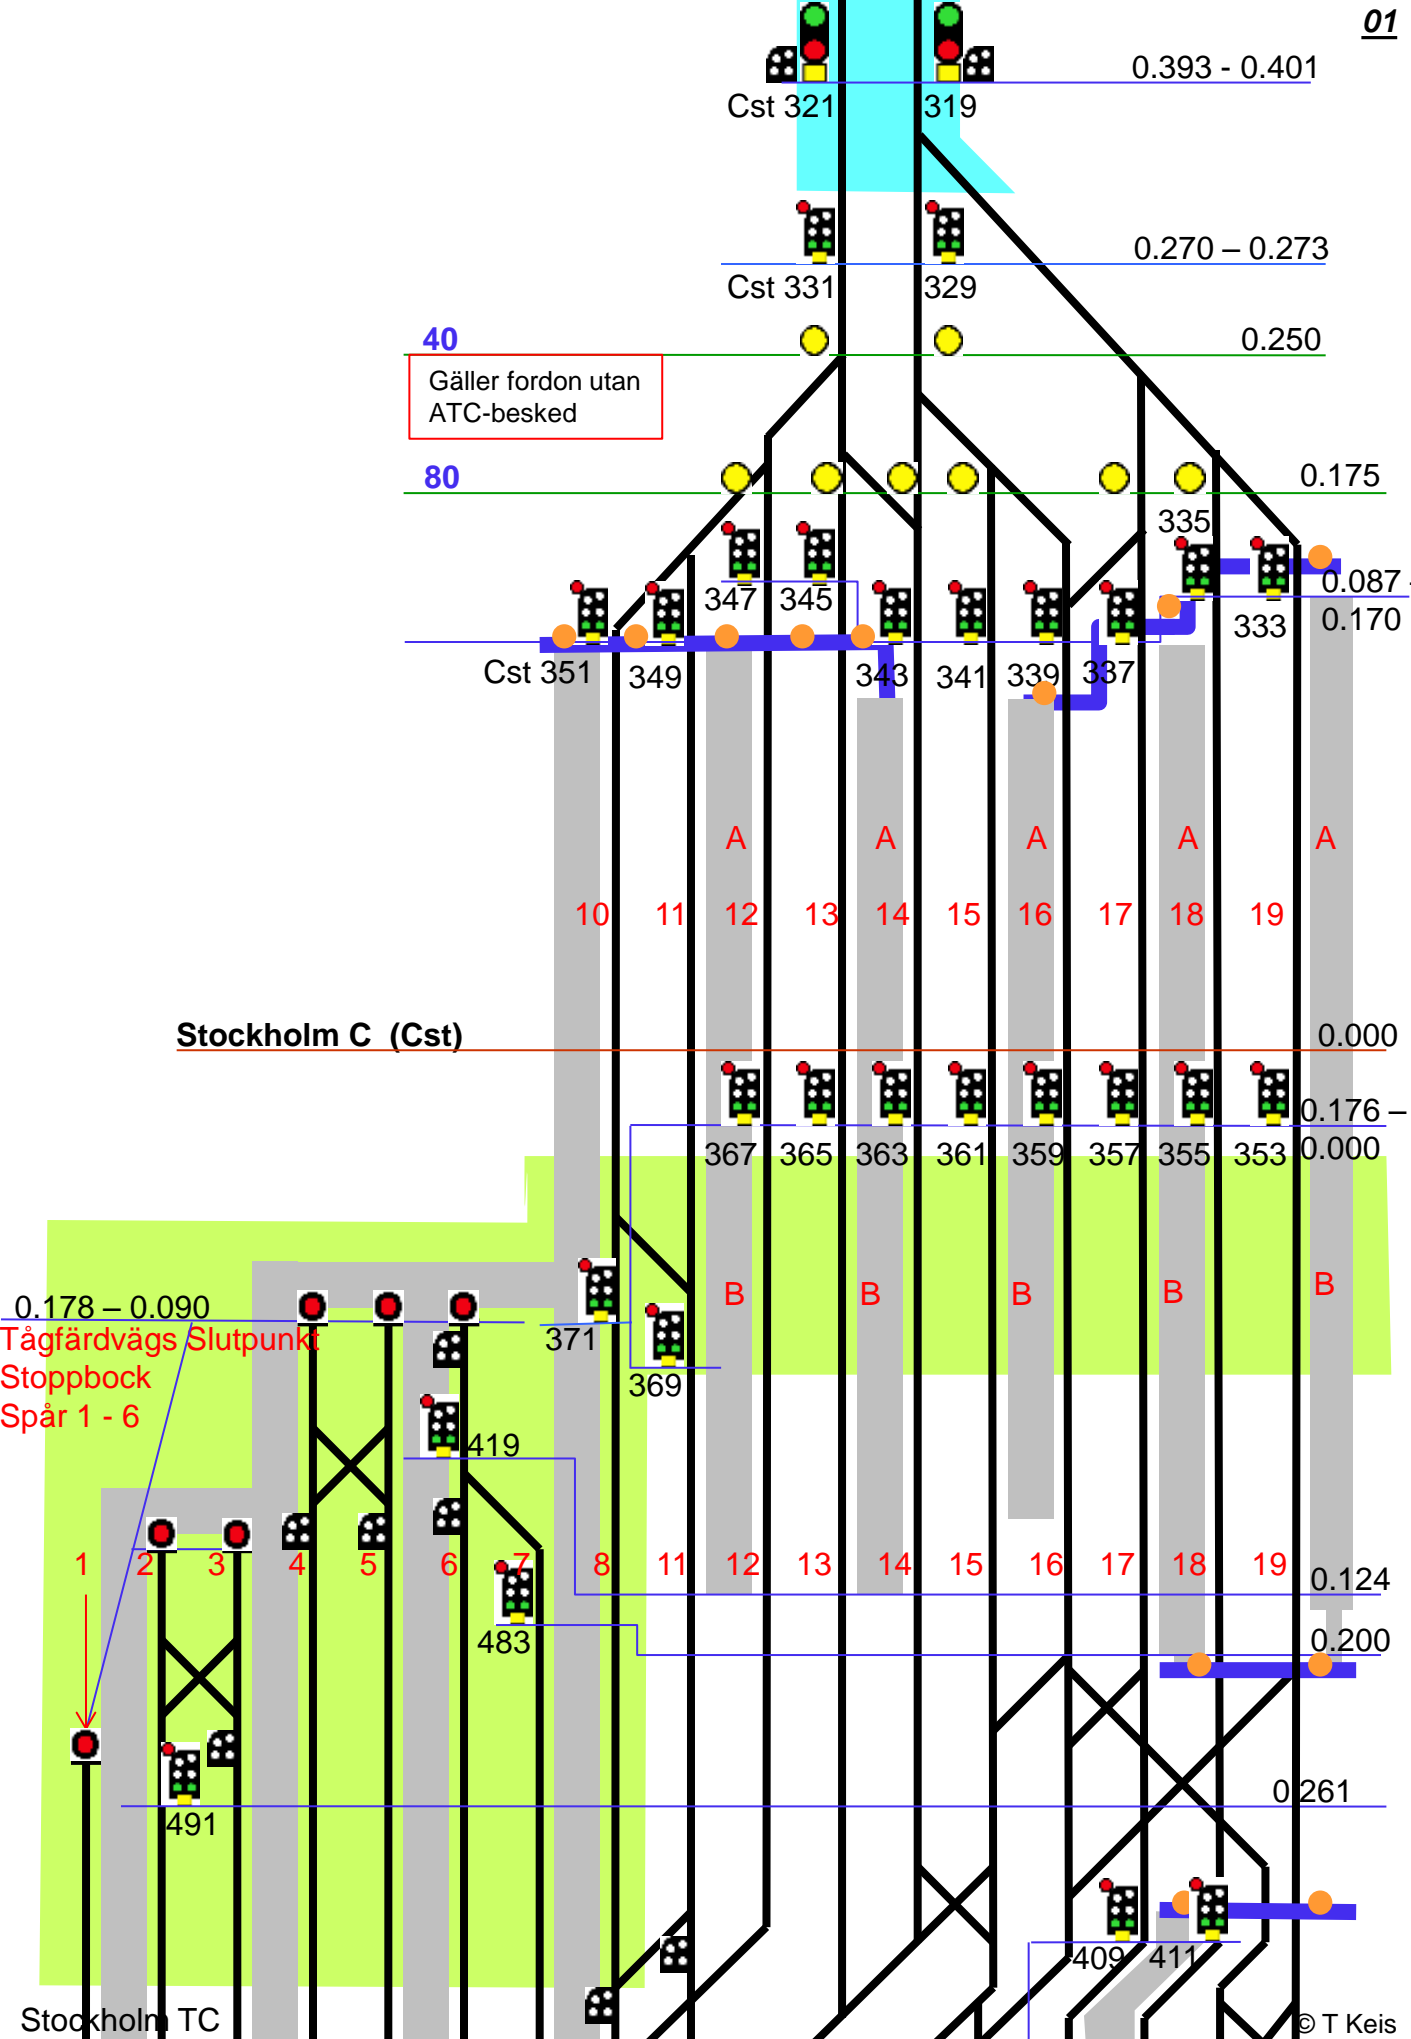 01
0.393 - 0.401
Cst 321 319
0.270 – 0.273
Cst 331 329
40 0.250
Gäller fordon utan
ATC-besked
80 0.175
335
0.087 -
347 345 333 0.170
Cst 351 349 343 341 339 337
A A A A A
10 11 12 13 14 15 16 17 18 19
Stockholm C (Cst) 0.000
0.176 –
367 365 363 361 359 357 355 353 0.000
B B B B B
0.178 – 0.090
Tågfärdvägs Slutpunkt 371
Stoppbock 369
Spår 1 - 6
419
1 2 3 4 5 6 7 8 11 12 13 14 15 16 17 18 19
0.124
483 0.200
0.261
491
409 411
Stockholm TC © T Keis